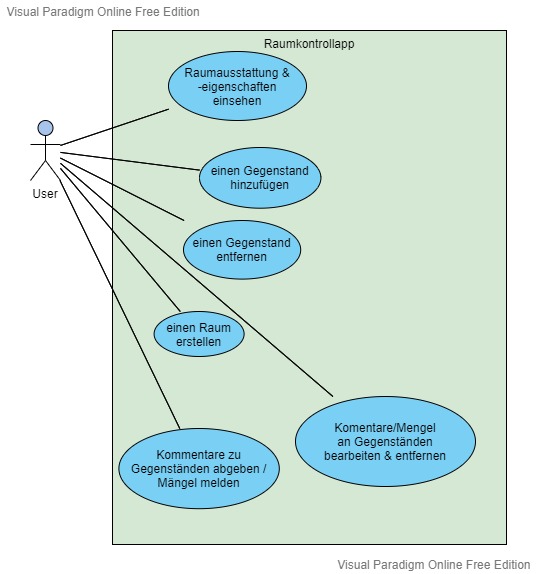 Visual Paradigm Online Free Edition
Raumkontrollapp
Raumausstattung &
-eigenschaften
einsehen
einen Gegenstand
hinzufügen
User
einen Gegenstand
entfernen
einen Raum
erstellen
Komentare/Mengel
an Gegenständen
bearbeiten & entfernen
Kommentare zu
Gegenständen abgeben /
Mängel melden
Visual Paradigm Online Free Edition